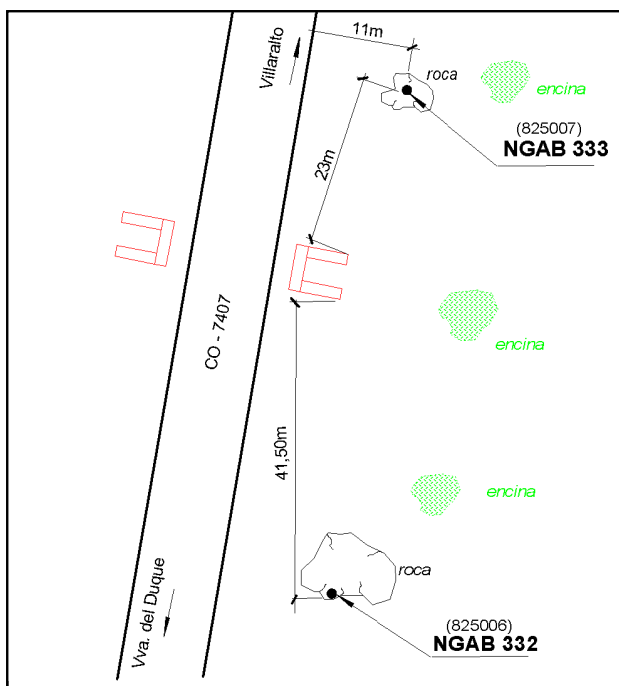 Villaralto
11m
roca
encina
(825007)
NGAB 333
23m
CO - 7407
encina
41,50m
encina
roca
Vva. del Duque
(825006)
NGAB 332